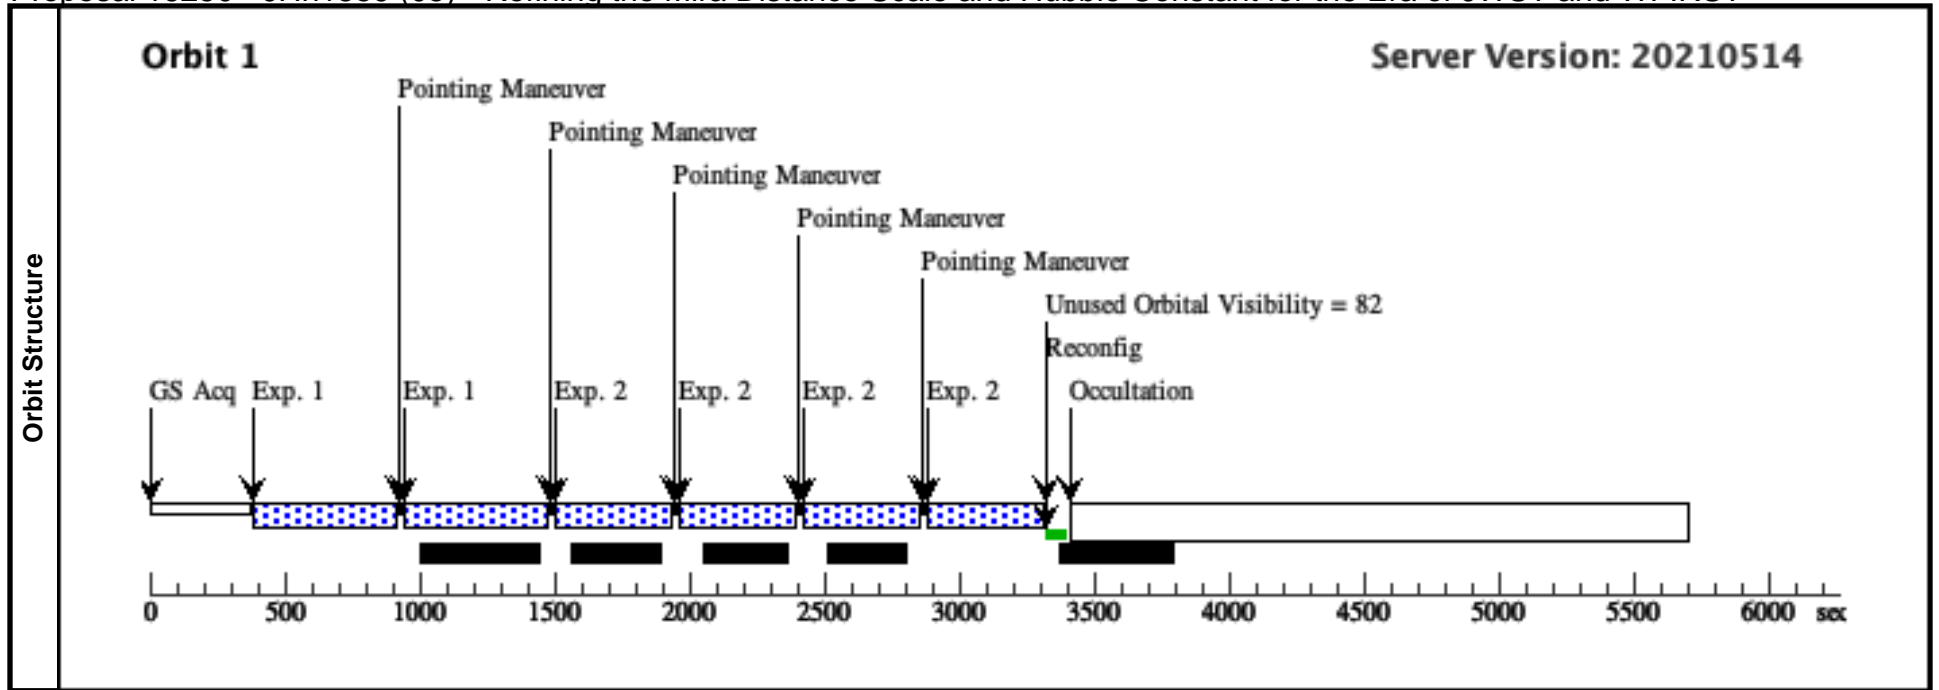 Orbit 1
Server Version: 20210514
Pointing Maneuver
Pointing Maneuver
Pointing Maneuver
Pointing Maneuver
Pointing Maneuver
Unused Orbital Visibility = 82
Reconfig
GS Acq Exp. 1 Exp. 1 Exp. 2 Exp. 2 Exp. 2 Exp. 2 Occultation
0 500 1000 1500 2000 2500 3000 3500 4000 4500 5000 5500 6000 sec
Orbit Structure